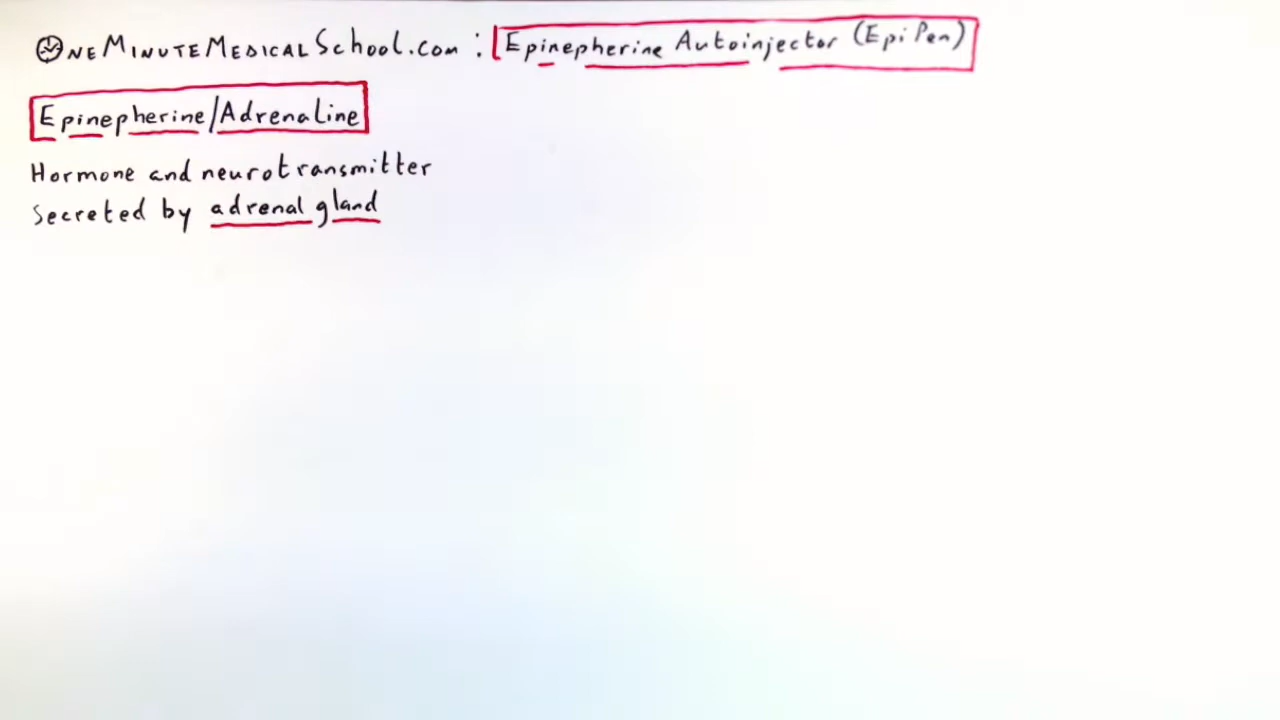 OneMinuteMedicalSchool.com : Epinepherine Autoinjector (EpiPen)
Epinepherine/Adrenaline
Hormone and neurotransmitter
Secreted by adrenal gland